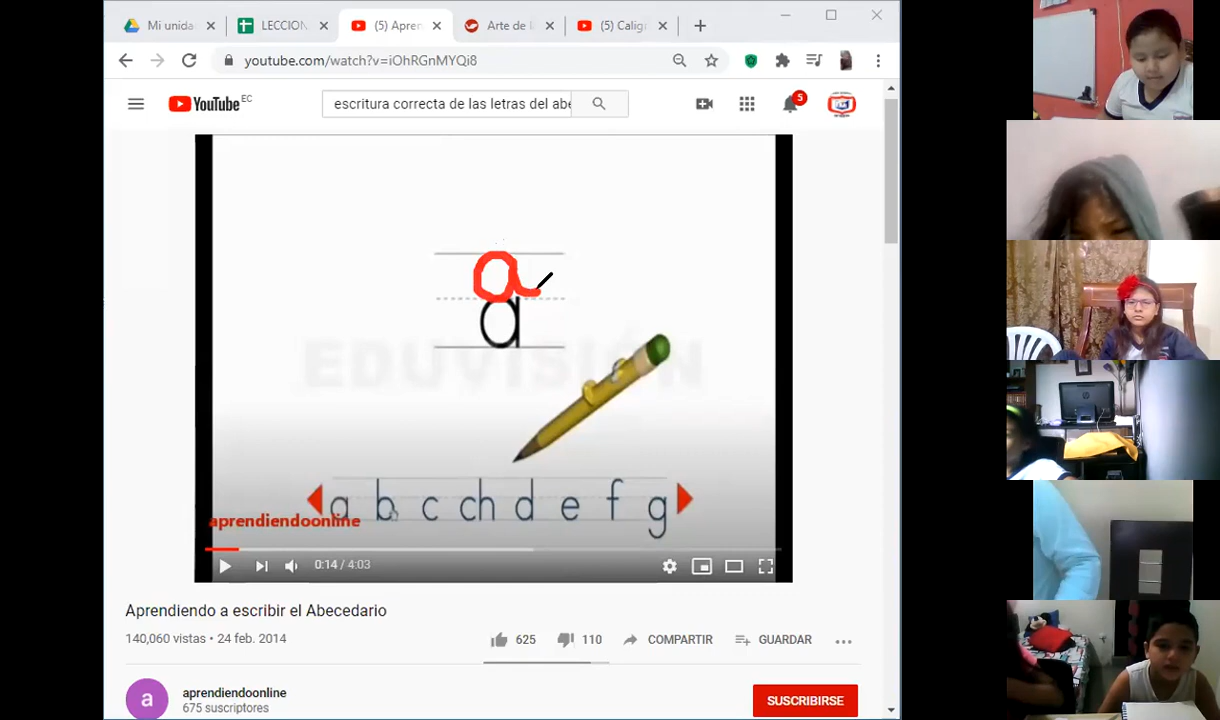 Mi unida
LECCION
(5) Apren
Arte de l
(5) Calig
youtube.com/watch?v=iOhRGnMYQi8
YouTube EC
escritura correcta de las letras del abe
5
a
a
EDUVISIÓN
a b c ch d e f g
aprendiendoonline
0:14 / 4:03
Aprendiendo a escribir el Abecedario
140,060 vistas • 24 feb. 2014
625 110 COMPARTIR GUARDAR
a
aprendiendoonline
675 suscriptores
SUSCRIBIRSE